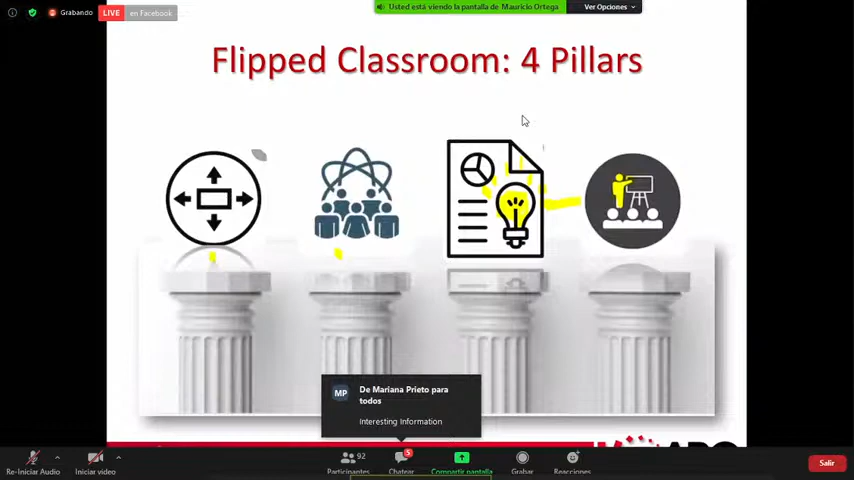 Grabando
LIVE en Facebook
Usted está viendo la pantalla de Mauricio Ortega
Ver Opciones
Flipped Classroom: 4 Pillars
MP
De Mariana Prieto para
todos
Interesting Information
Re-Iniciar Audio
Iniciar video
92
Participantes
5
Chatear
Compartir pantalla
Grabar
Reacciones
Salir